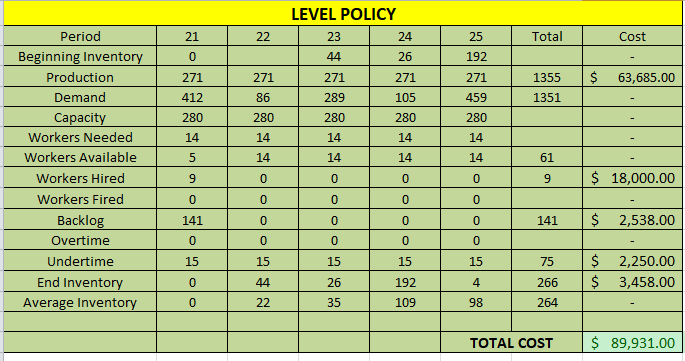 LEVEL POLICY
Period 21 22 23 24 25 Total Cost
Beginning Inventory 0 44 26 192 -
Production 271 271 271 271 271 1355 $ 63,685.00
Demand 412 86 289 105 459 1351 -
Capacity 280 280 280 280 280 -
Workers Needed 14 14 14 14 14 -
Workers Available 5 14 14 14 14 61 -
Workers Hired 9 0 0 0 0 9 $ 18,000.00
Workers Fired 0 0 0 0 0 -
Backlog 141 0 0 0 0 141 $ 2,538.00
Overtime 0 0 0 0 0 -
Undertime 15 15 15 15 15 75 $ 2,250.00
End Inventory 0 44 26 192 4 266 $ 3,458.00
Average Inventory 0 22 35 109 98 264 -
TOTAL COST $ 89,931.00